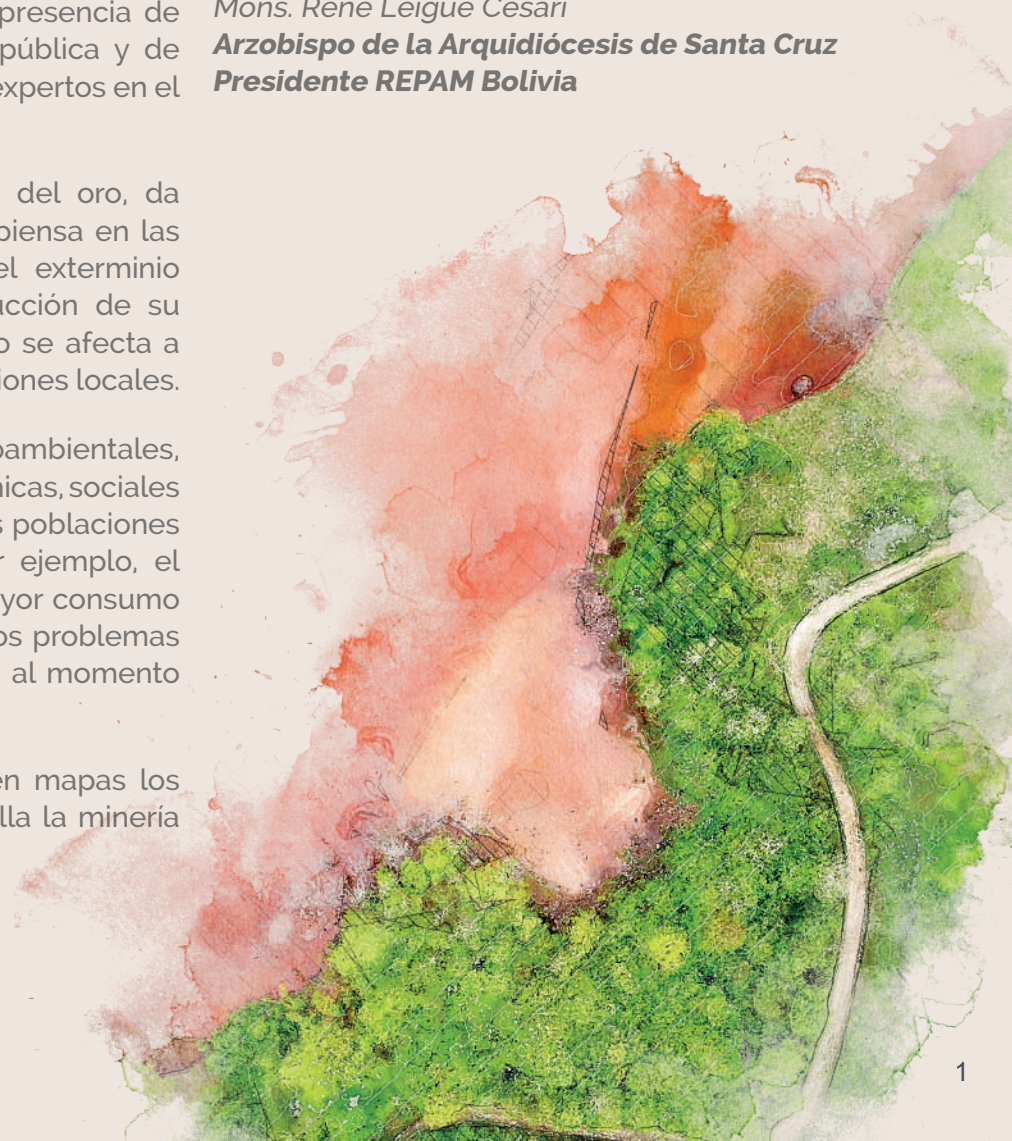 presencia de
pública y de
expertos en el
del oro, da
piensa en las
el exterminio
ucción de su
o se afecta a
iones locales.
oambientales,
nicas, sociales
s poblaciones
r ejemplo, el
yor consumo
os problemas
al momento
en mapas los
lla la minería
Mons. René Leigue Cesari
Arzobispo de la Arquidiócesis de Santa Cruz
Presidente REPAM Bolivia
1